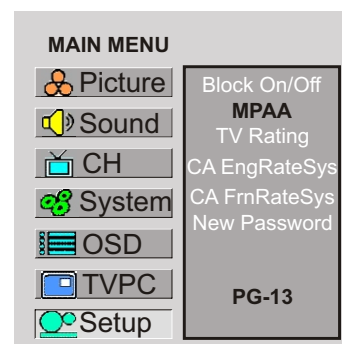 MAIN MENU
Picture
Sound
CH
System
OSD
TVPC
Setup
Block On/Off
MPAA
TV Rating
CA EngRateSys
CA FrnRateSys
New Password
PG-13